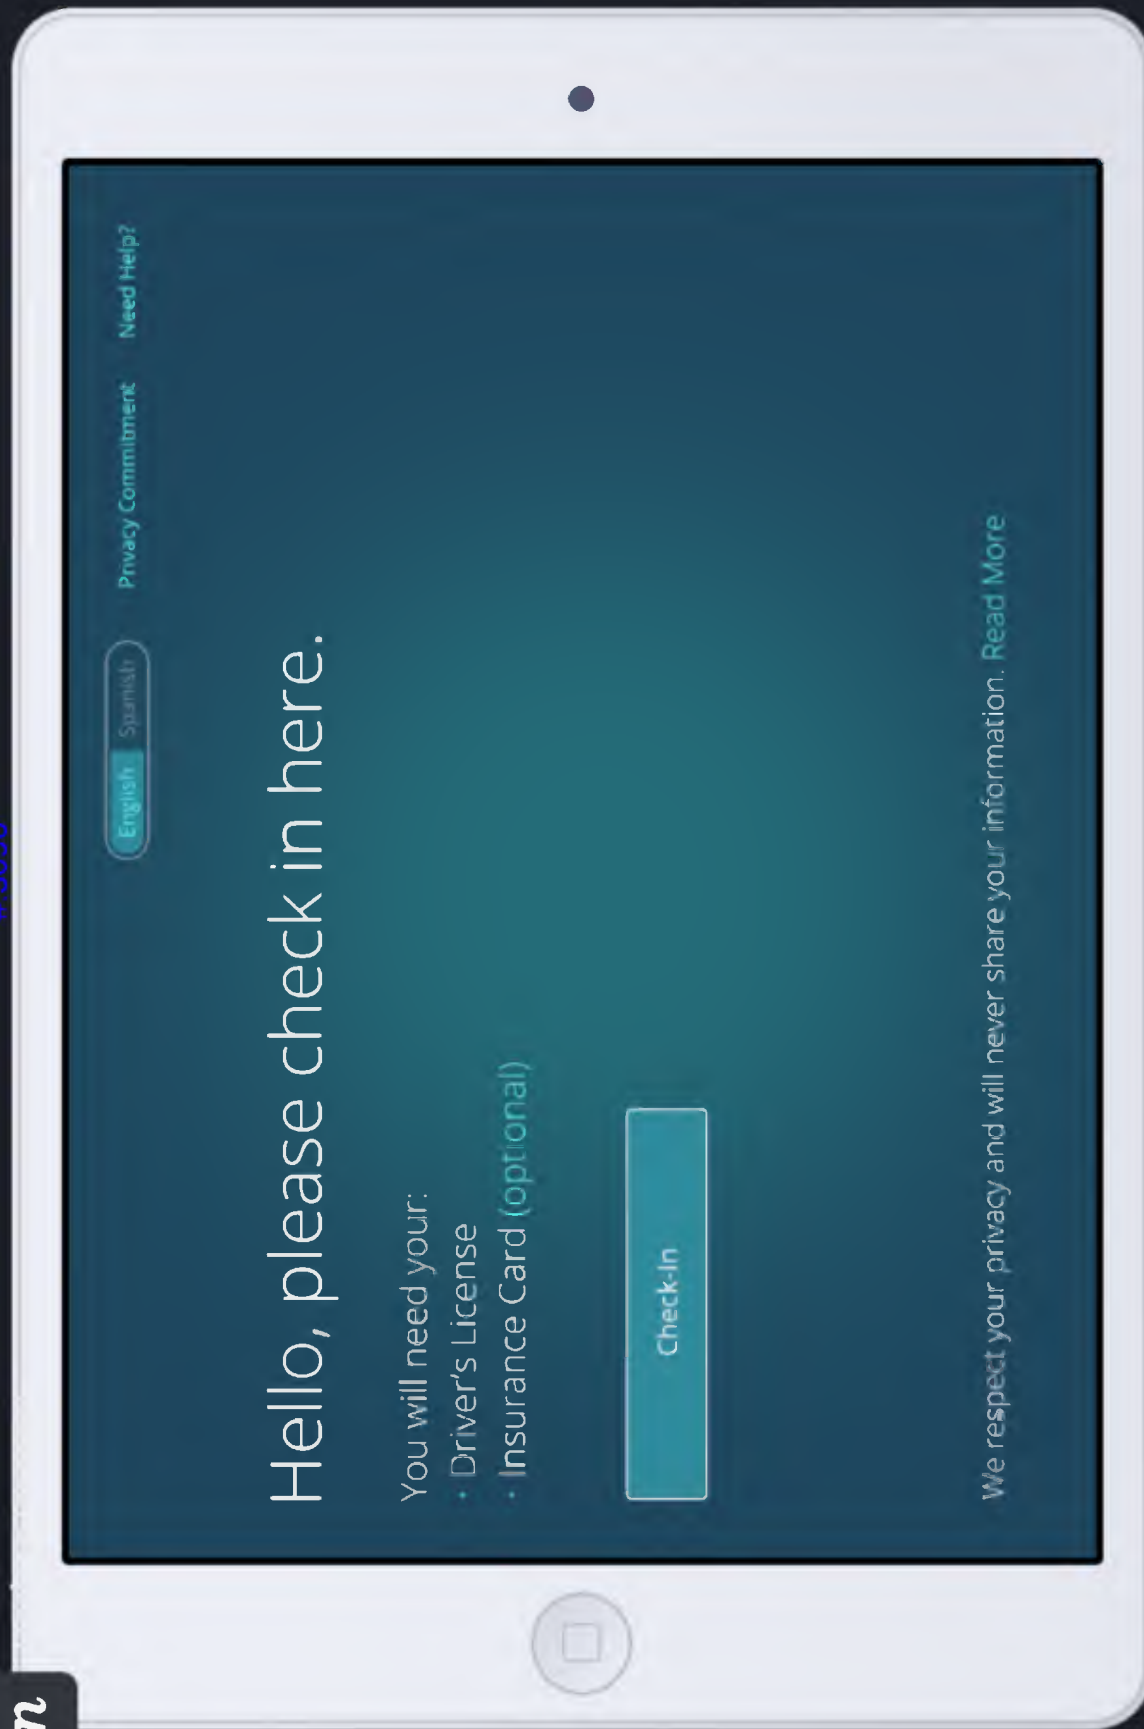 English Spanish Privacy Commitment Need Help?
Hello, please check in here.
You will need your:
· Driver's License
· Insurance Card (optional)
Check-In
We respect your privacy and will never share your information. Read More